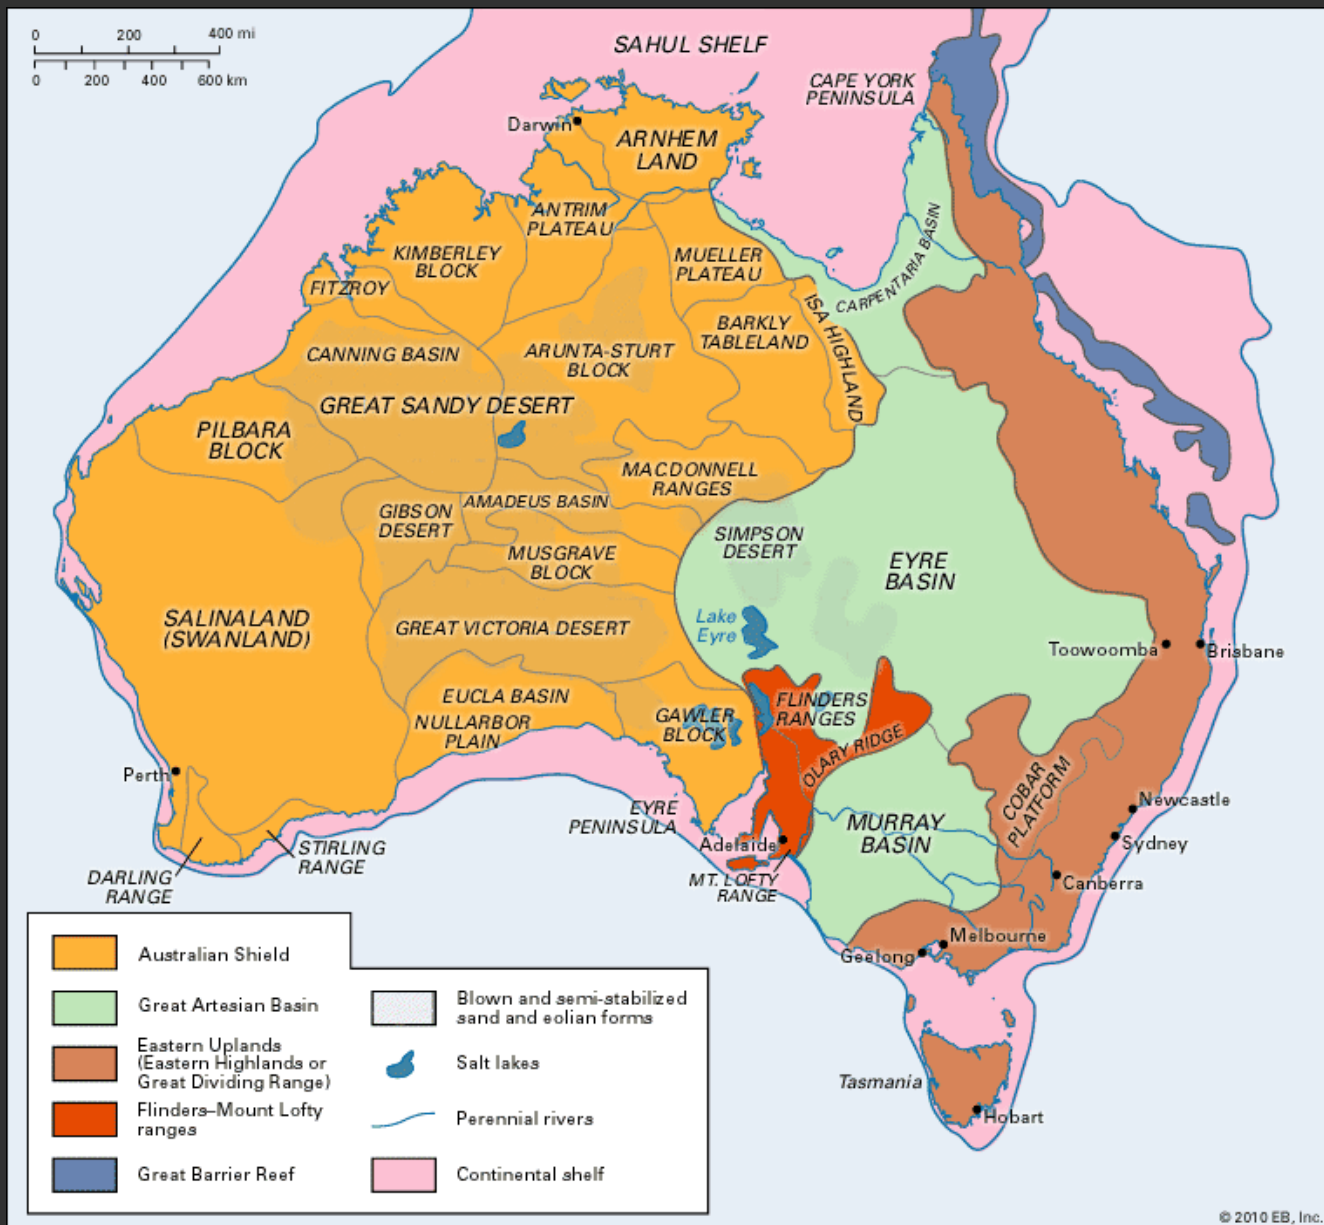 0 200 400 mi
0 200 400 600 km
SAHUL SHELF
CAPE YORK
PENINSULA
Darwin
ARNHEM
LAND
ANTRIM
PLATEAU
KIMBERLEY
BLOCK
FITZROY
MUELLER
PLATEAU
CARPENTARIA BASIN
ISA HIGHLAND
BARKLY
TABLELAND
CANNING BASIN
ARUNTA-STURT
BLOCK
GREAT SANDY DESERT
PILBARA
BLOCK
MACDONNELL
RANGES
AMADEUS BASIN
GIBSON
DESERT
SIMPSON
DESERT
MUSGRAVE
BLOCK
EYRE
BASIN
SALINALAND
(SWANLAND)
GREAT VICTORIA DESERT
Lake
Eyre
Toowoomba
Brisbane
EUCLA BASIN
NULLARBOR
PLAIN
GAWLER
BLOCK
FLINDERS
RANGES
OLARY RIDGE
COBAR
PLATFORM
Perth
EYRE
PENINSULA
MURRAY
BASIN
Newcastle
Sydney
Adelaide
STIRLING
RANGE
DARLING
RANGE
MT. LOFTY
RANGE
Canberra
Melbourne
Geelong
Tasmania
Hobart
Australian Shield
Great Artesian Basin
Eastern Uplands
(Eastern Highlands or
Great Dividing Range)
Flinders–Mount Lofty
ranges
Great Barrier Reef
Blown and semi-stabilized
sand and eolian forms
Salt lakes
Perennial rivers
Continental shelf
© 2010 EB, Inc.